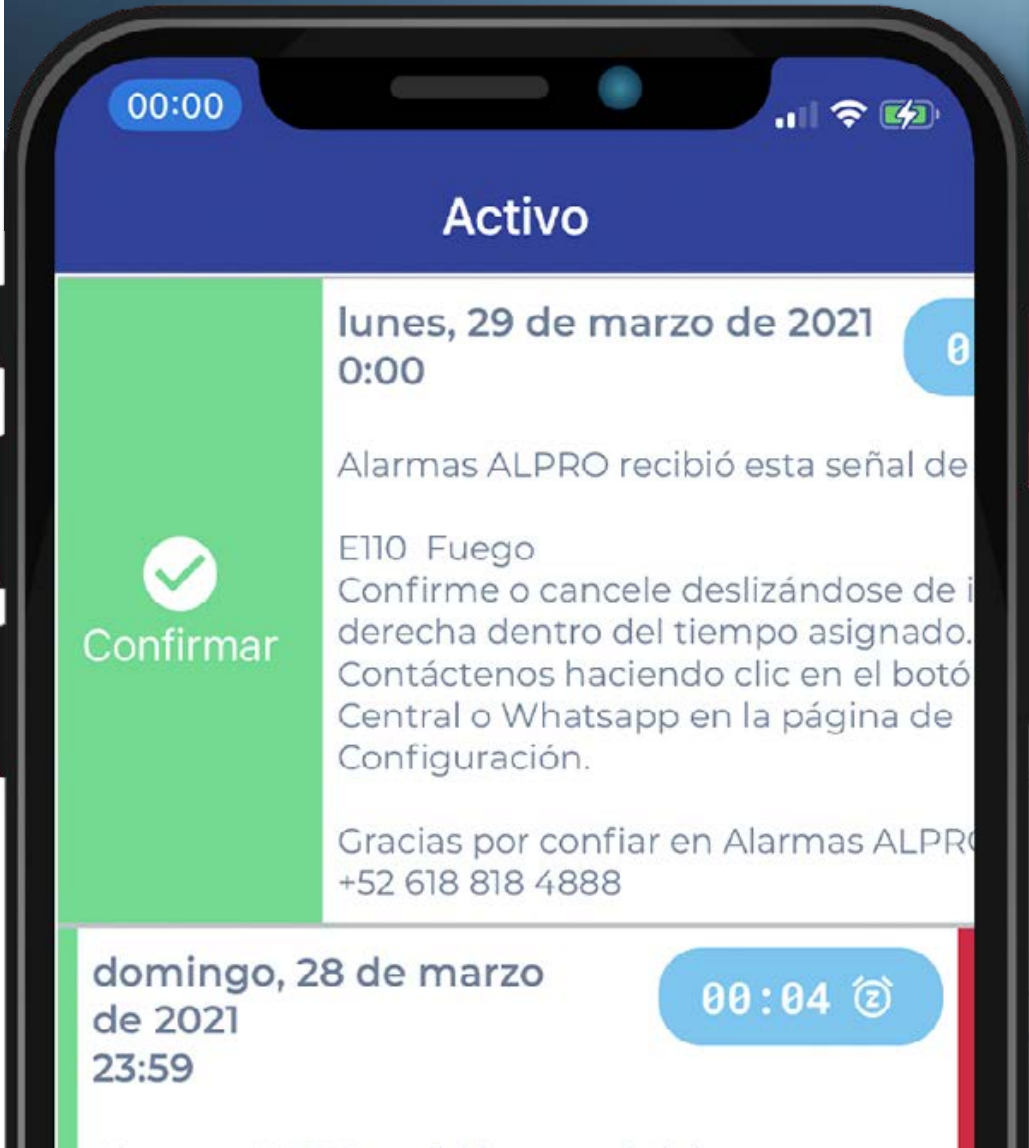 00:00
Activo
lunes, 29 de marzo de 2021
0:00
0
Alarmas ALPRO recibió esta señal de
E110 Fuego
Confirme o cancele deslizándose de i
derecha dentro del tiempo asignado.
Contáctenos haciendo clic en el botó
Central o Whatsapp en la página de
Configuración.
Gracias por confiar en Alarmas ALPRO
+52 618 818 4888
Confirmar
domingo, 28 de marzo
de 2021
23:59
00:04